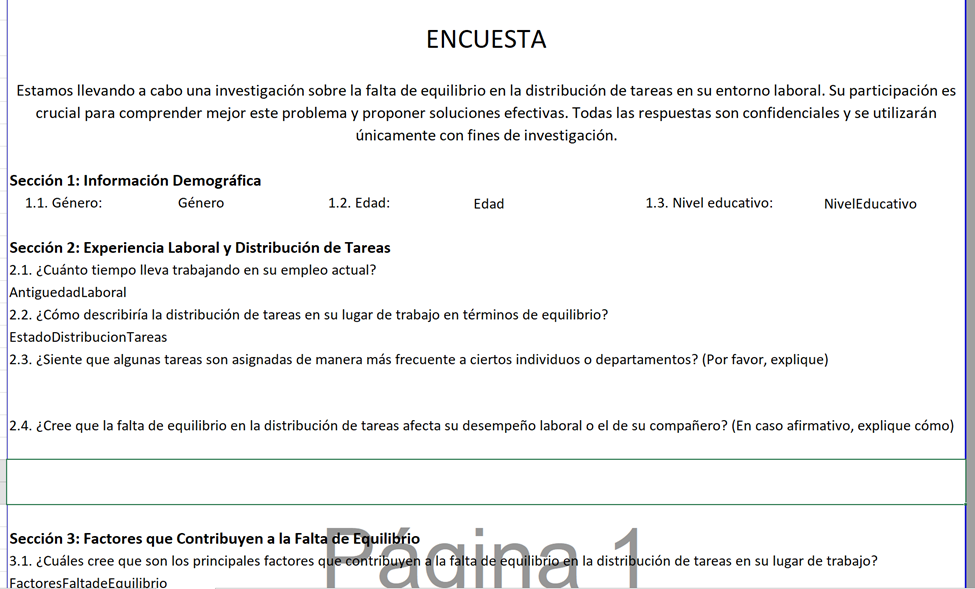 ENCUESTA
Estamos llevando a cabo una investigación sobre la falta de equilibrio en la distribución de tareas en su entorno laboral. Su participación es
crucial para comprender mejor este problema y proponer soluciones efectivas. Todas las respuestas son confidenciales y se utilizarán
únicamente con fines de investigación.
Sección 1: Información Demográfica
1.1. Género: Género 1.2. Edad: Edad 1.3. Nivel educativo: NivelEducativo
Sección 2: Experiencia Laboral y Distribución de Tareas
2.1. ¿Cuánto tiempo lleva trabajando en su empleo actual?
AntiguedadLaboral
2.2. ¿Cómo describiría la distribución de tareas en su lugar de trabajo en términos de equilibrio?
EstadoDistribucionTareas
2.3. ¿Siente que algunas tareas son asignadas de manera más frecuente a ciertos individuos o departamentos? (Por favor, explique)
2.4. ¿Cree que la falta de equilibrio en la distribución de tareas afecta su desempeño laboral o el de su compañero? (En caso afirmativo, explique cómo)
Sección 3: Factores que Contribuyen a la Falta de Equilibrio
Página 1
3.1. ¿Cuáles cree que son los principales factores que contribuyen a la falta de equilibrio en la distribución de tareas en su lugar de trabajo?
FactoresFaltadeEquilibrio